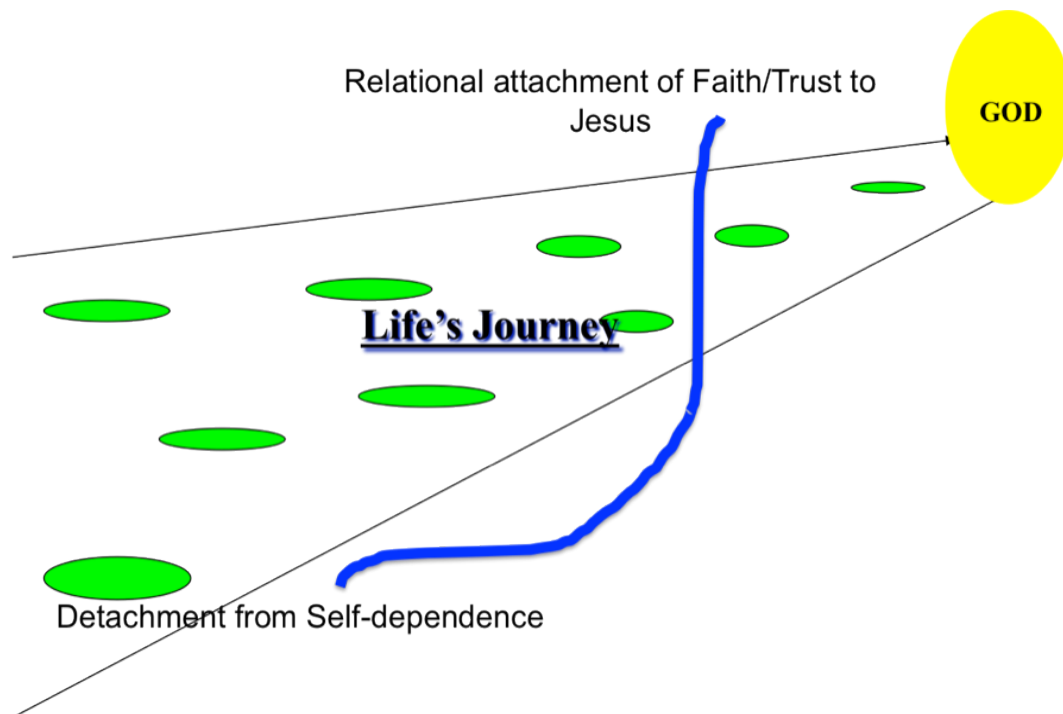 Relational attachment of Faith/Trust to
Jesus
GOD
Life’s Journey
Detachment from Self-dependence